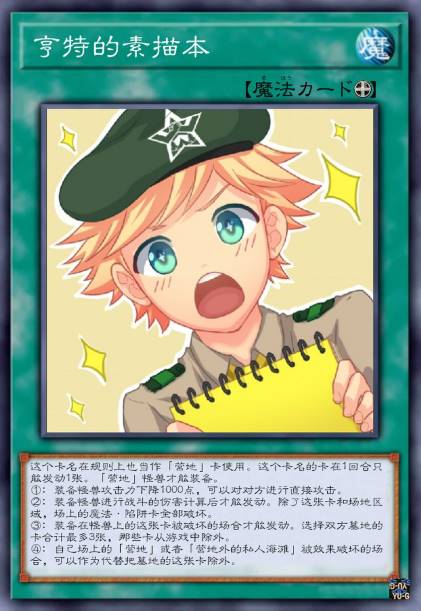 亨特的素描本
魔
【魔法カード】
这个卡名在规则上也当作「营地」卡使用。这个卡名的卡在1回合只
能发动1张。「营地」怪兽才能装备。
①：装备怪兽攻击力下降1000点，可以对对方进行直接攻击。
②：装备怪兽进行战斗的伤害计算后才能发动。除了这张卡和场地区
域，场上的魔法·陷阱卡全部破坏。
③：装备在怪兽上的这张卡被破坏的场合才能发动。选择双方墓地的
卡合计最多3张，那些卡从游戏中除外。
④：自己场上的「营地」或者「营地外的私人海滩」被效果破坏的场
合，可以作为代替把墓地的这张卡除外。